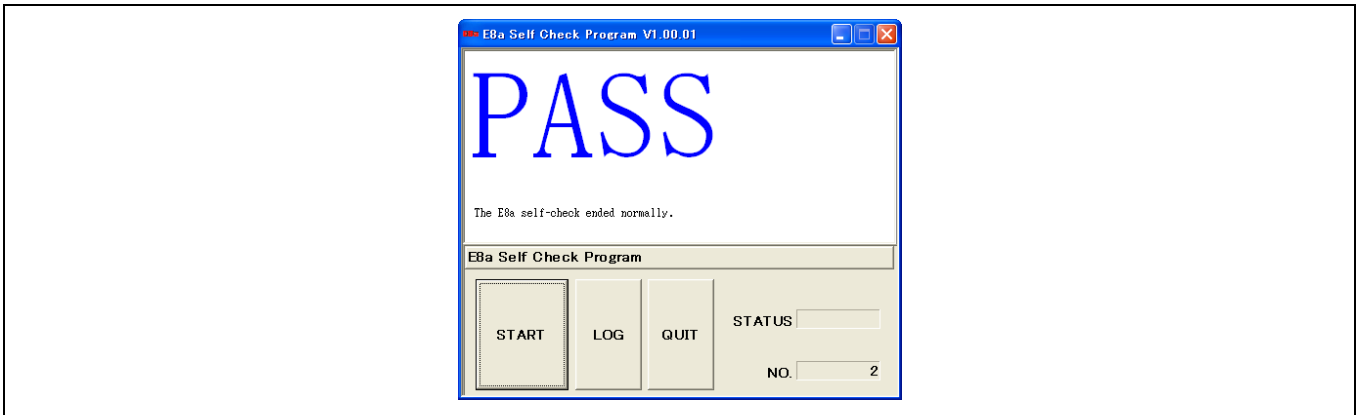 E8a Self Check Program V1.00.01
PASS
The E8a self-check ended normally.
E8a Self Check Program
START LOG QUIT
STATUS
NO. 2